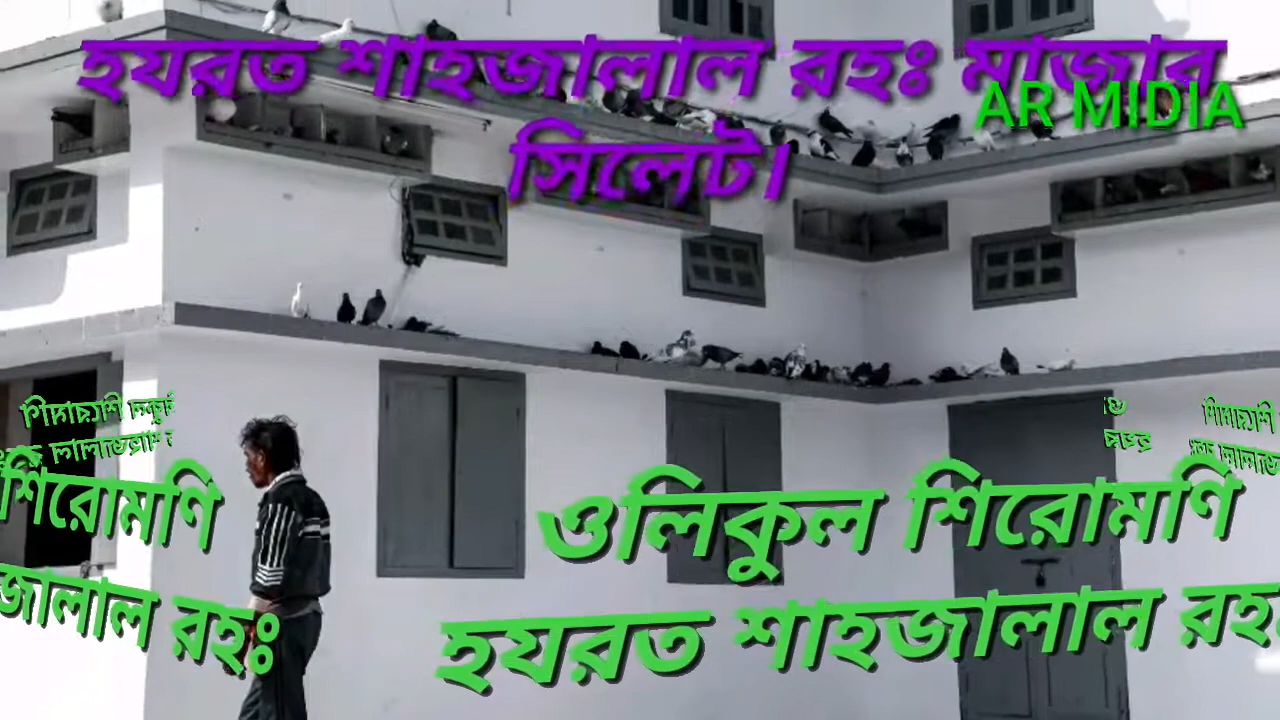 হযরত শাহজালাল রহঃ মাজার
AR MIDIA
সিলেট।
ওলিকুল শিরোমণি
হযরত শাহজালাল রহঃ
শিরোমণি
জালাল রহঃ